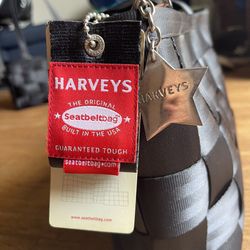 HARVEYS
THE ORIGINAL
Seatbeltbag
BUILT IN THE USA
GUARANTEED TOUGH
Seatbeltbag.com
www.seatbeltbag.com
HARVEYS